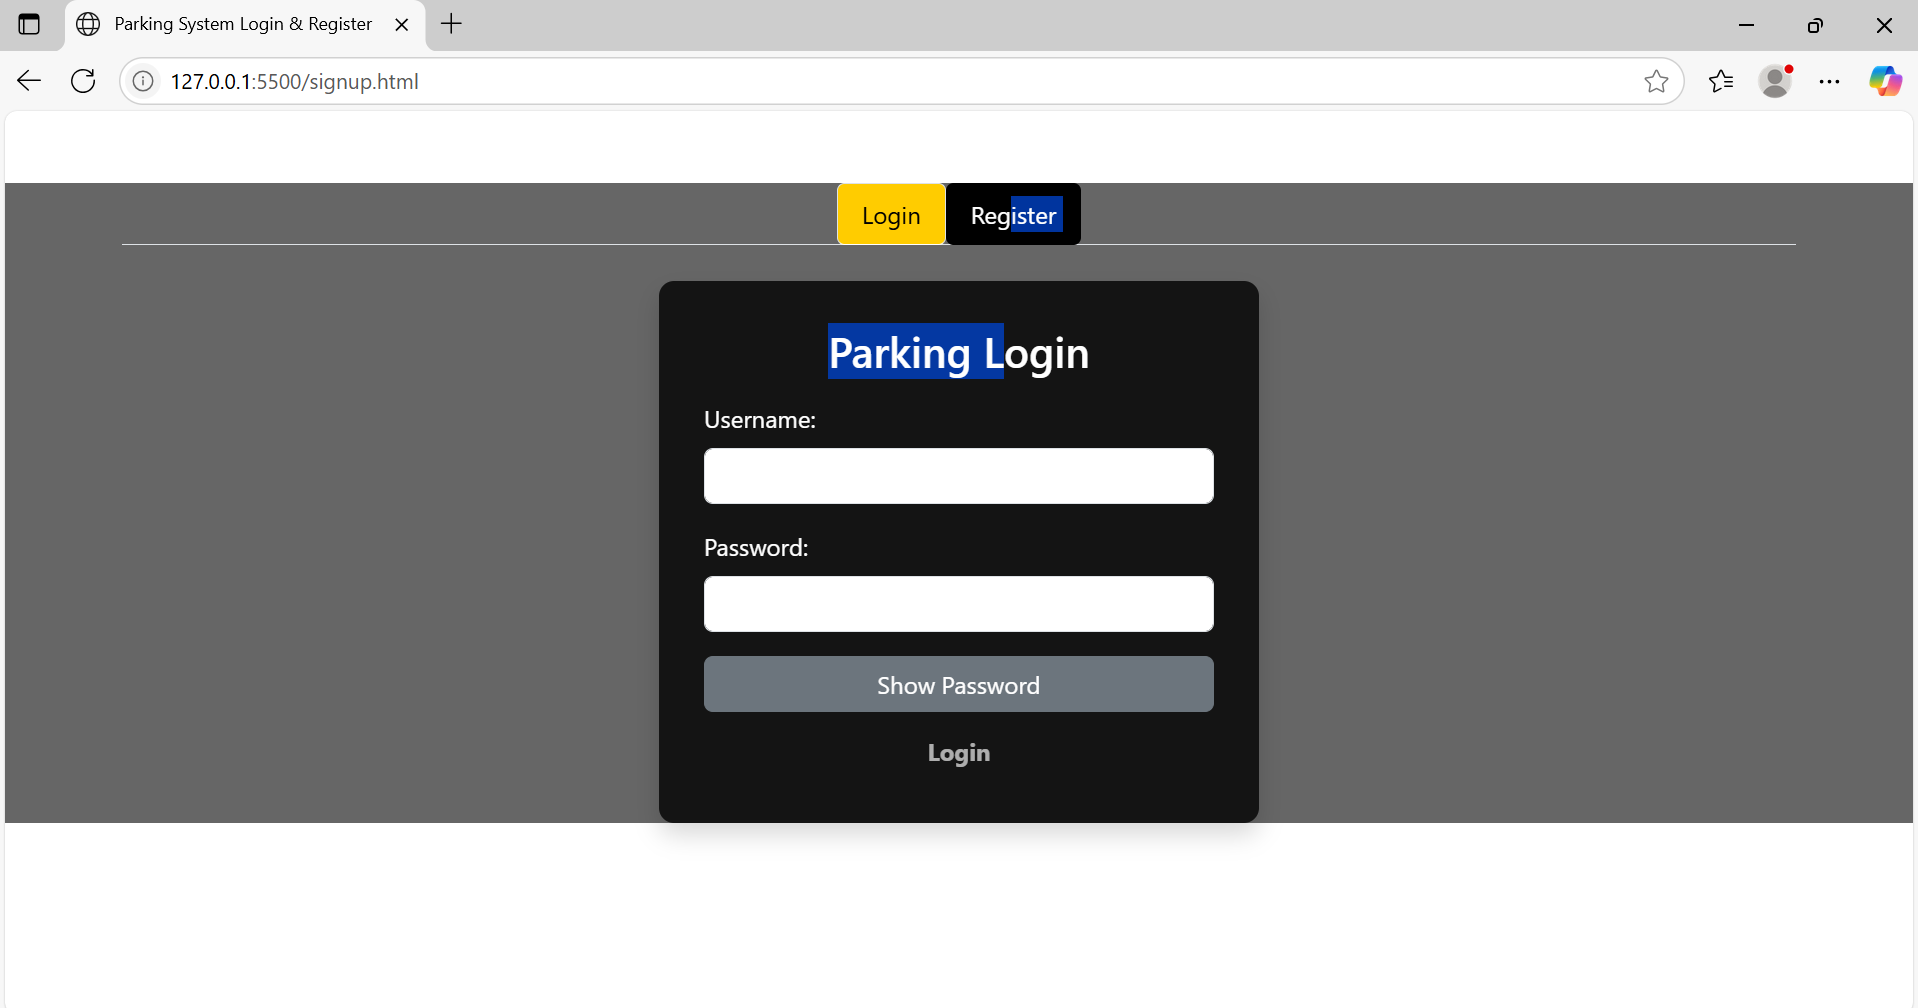 Parking System Login & Register
127.0.0.1:5500/signup.html
Login Register
Parking Login
Username:
Password:
Show Password
Login